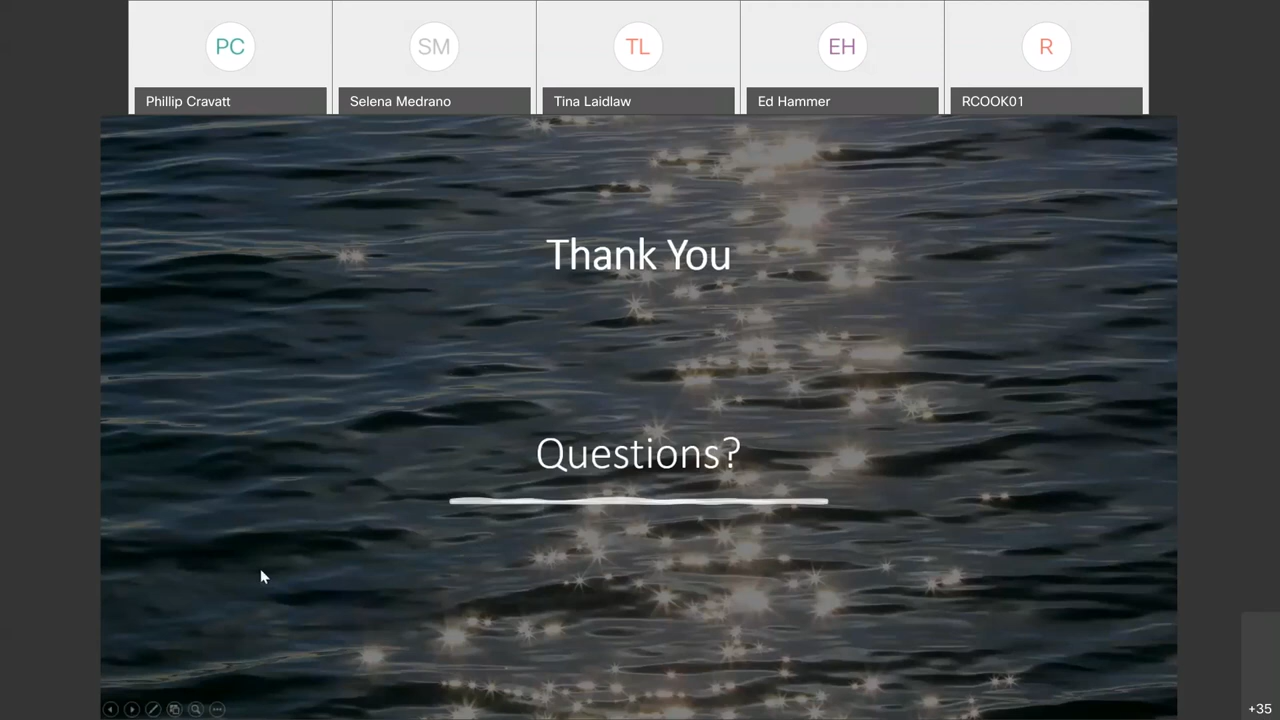 PC
SM
TL
EH
R
Phillip Cravatt
Selena Medrano
Tina Laidlaw
Ed Hammer
RCOOK01
Thank You
Questions?
+35